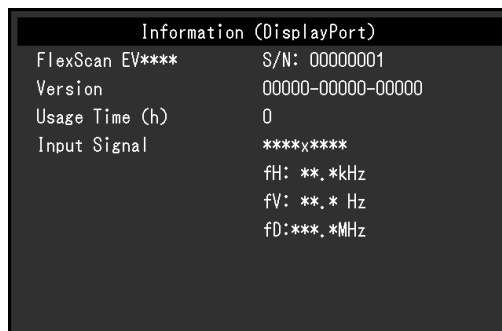 Information (DisplayPort)
FlexScan EV**** S/N: 00000001
Version 00000-00000-00000
Usage Time (h) 0
Input Signal ****x****
fH: **.*kHz
fV: **.* Hz
fD:***.*MHz